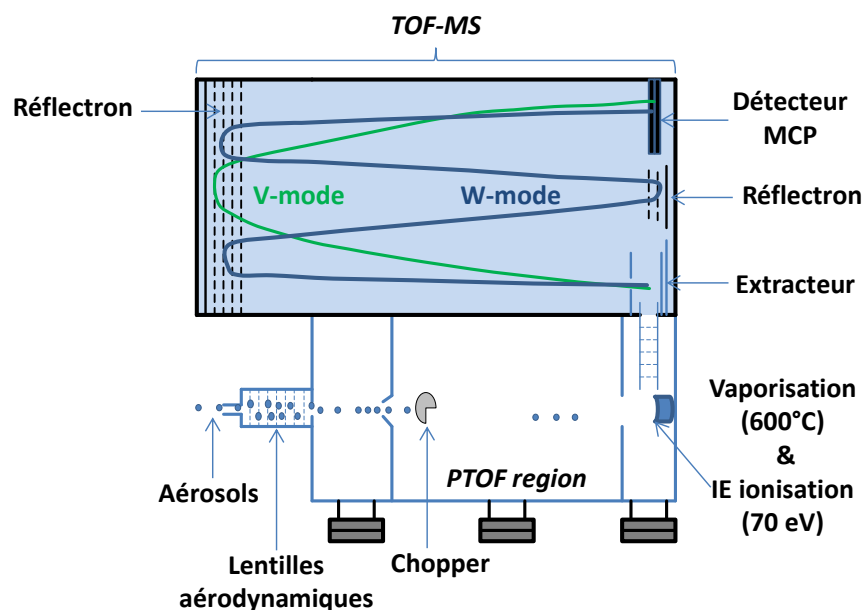 TOF-MS
Réflectron
Détecteur
MCP
V-mode
W-mode
Réflectron
Extracteur
Vaporisation
(600°C)
&
IE ionisation
(70 eV)
Aérosols
PTOF region
Lentilles
aérodynamiques
Chopper